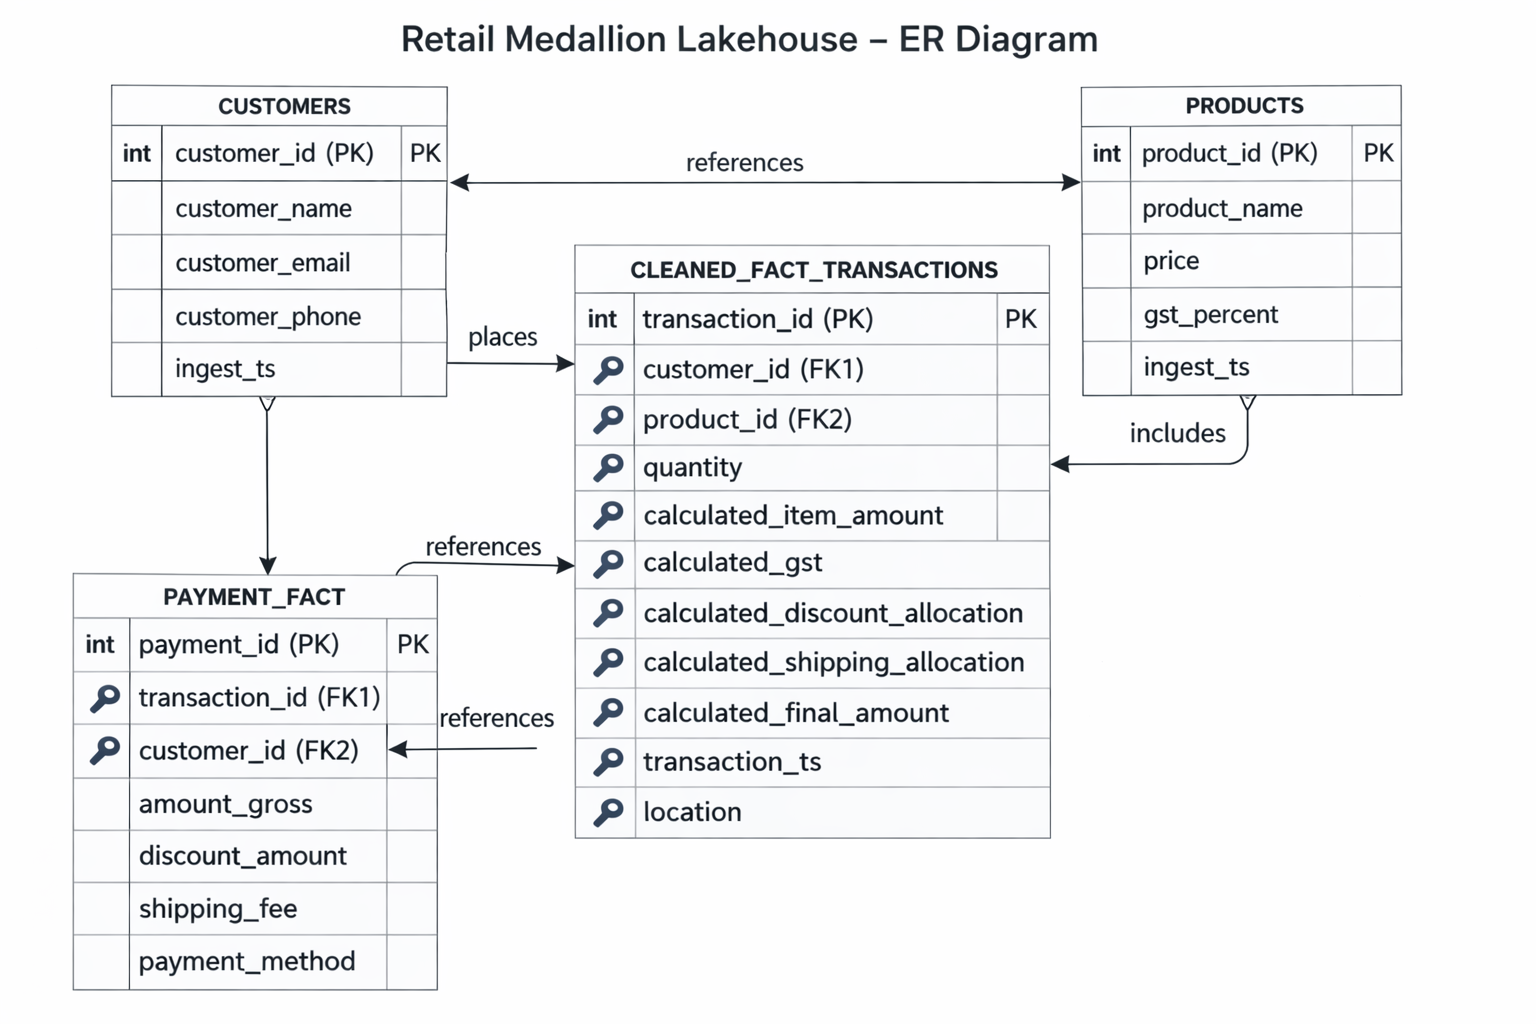 Retail Medallion Lakehouse – ER Diagram
CUSTOMERS
int customer_id (PK) PK
customer_name
customer_email
customer_phone
ingest_ts
references
PRODUCTS
int product_id (PK) PK
product_name
price
gst_percent
ingest_ts
places
includes
CLEANED_FACT_TRANSACTIONS
int transaction_id (PK) PK
customer_id (FK1)
product_id (FK2)
quantity
calculated_item_amount
calculated_gst
calculated_discount_allocation
calculated_shipping_allocation
calculated_final_amount
transaction_ts
location
references
PAYMENT_FACT
int payment_id (PK) PK
transaction_id (FK1)
customer_id (FK2)
amount_gross
discount_amount
shipping_fee
payment_method
references